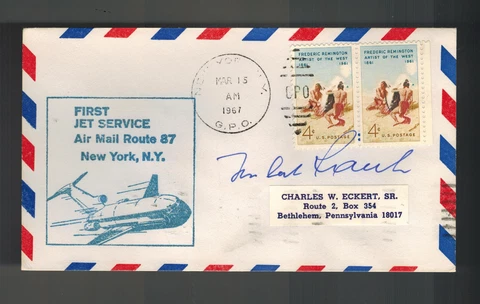 FREDERIC REMINGTON
ARTIST OF THE WEST
1861 1961
4¢ U.S. POSTAGE
FREDERIC REMINGTON
ARTIST OF THE WEST
1861 1961
4¢ U.S. POSTAGE
NEW YORK, N.Y.
MAR 15
AM
1967
G.P.O.
GPO
FIRST
JET SERVICE
Air Mail Route 87
New York, N.Y.
CHARLES W. ECKERT, SR.
Route 2, Box 354
Bethlehem, Pennsylvania 18017